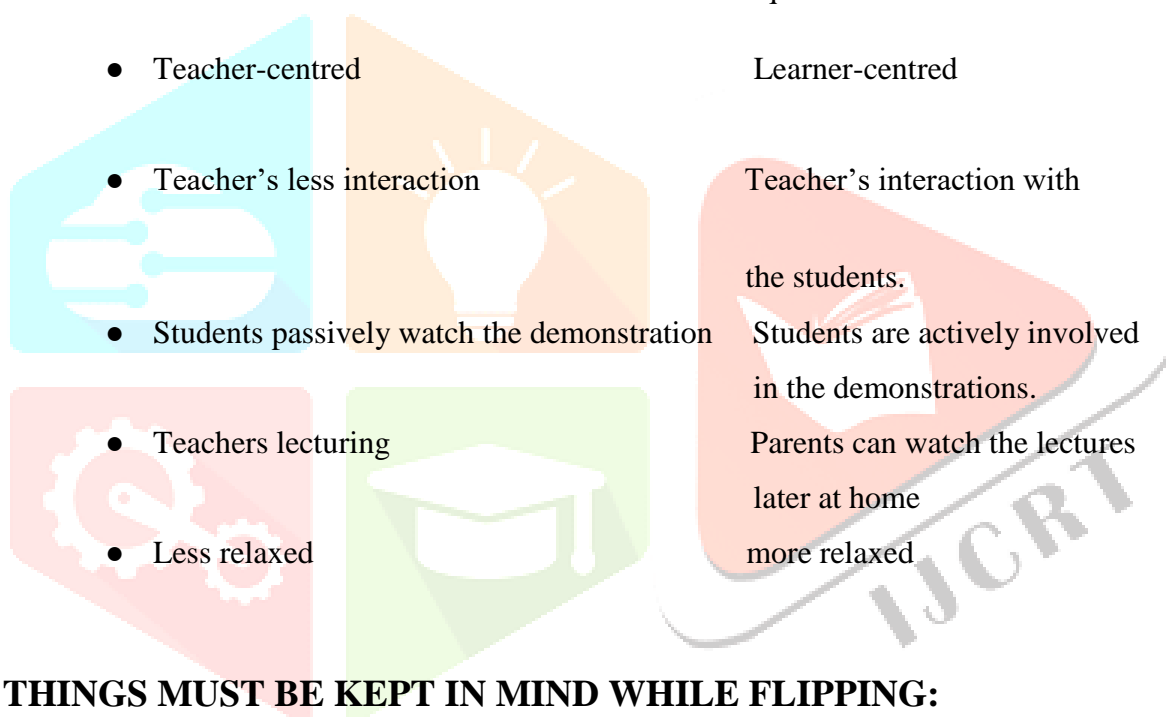 ● Teacher-centred Learner-centred
● Teacher’s less interaction Teacher’s interaction with
the students.
● Students passively watch the demonstration Students are actively involved
in the demonstrations.
● Teachers lecturing Parents can watch the lectures
later at home
● Less relaxed more relaxed
IJCRT
THINGS MUST BE KEPT IN MIND WHILE FLIPPING: